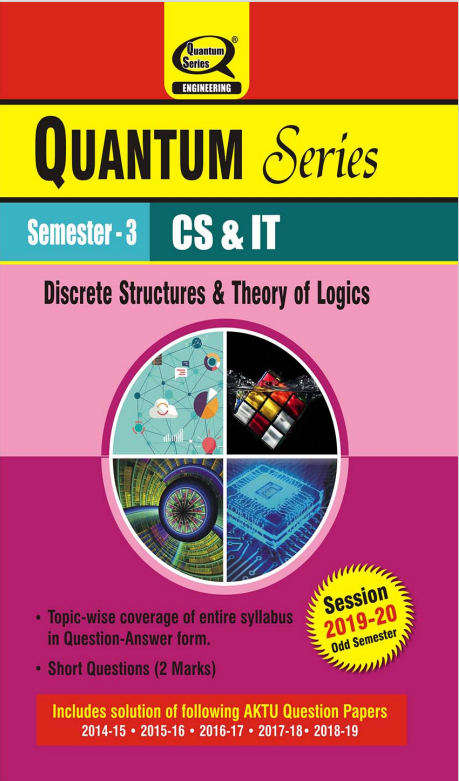 Quantum
Series
®
ENGINEERING
QUANTUM Series
Semester - 3 CS & IT
Discrete Structures & Theory of Logics
Session
2019-20
Odd Semester
• Topic-wise coverage of entire syllabus
in Question-Answer form.
• Short Questions (2 Marks)
Includes solution of following AKTU Question Papers
2014-15 • 2015-16 • 2016-17 • 2017-18• 2018-19